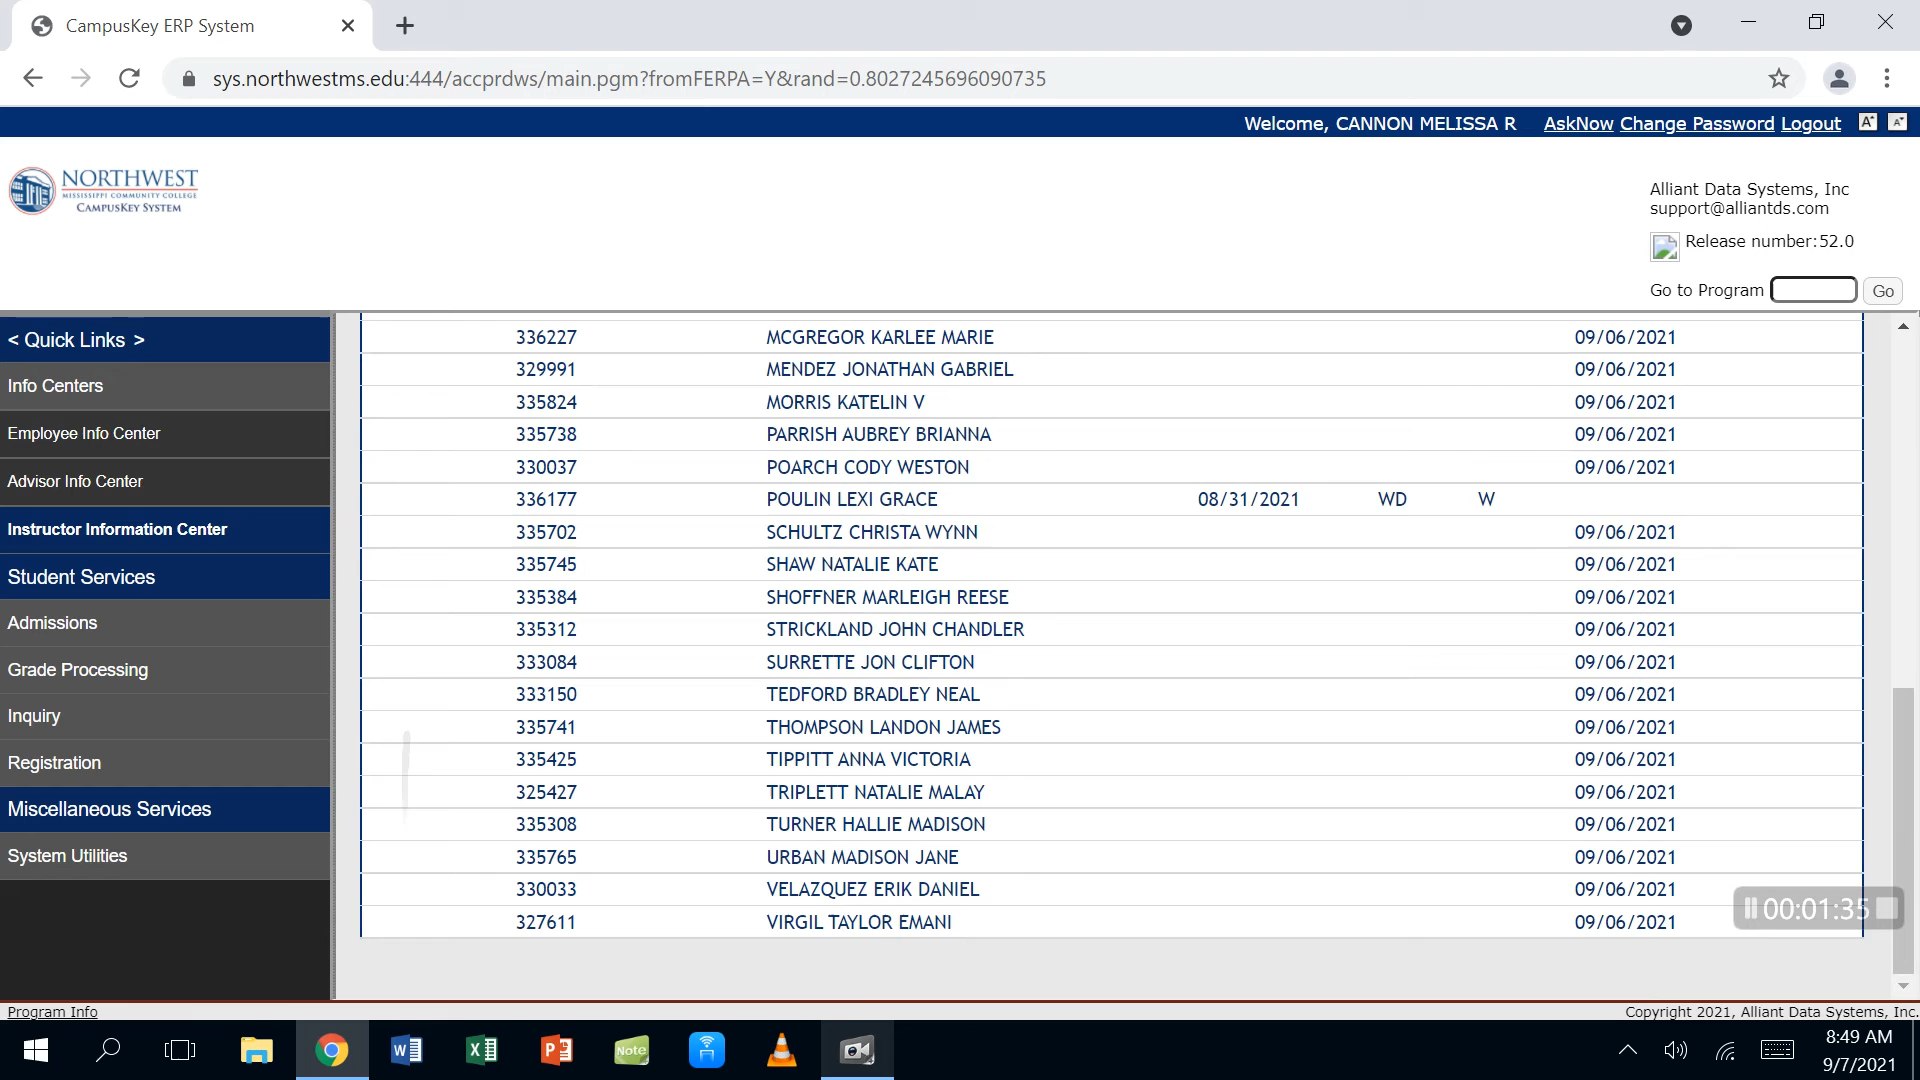 CampusKey ERP System
sys.northwestms.edu:444/accprdws/main.pgm?fromFERPA=Y&rand=0.8027245696090735
Welcome, CANNON MELISSA R AskNow Change Password Logout A+ A-
NORTHWEST
MISSISSIPPI COMMUNITY COLLEGE
CAMPUSKEY SYSTEM
Alliant Data Systems, Inc
support@alliantds.com
Release number:52.0
Go to Program Go
< Quick Links >
Info Centers
Employee Info Center
Advisor Info Center
Instructor Information Center
Student Services
Admissions
Grade Processing
Inquiry
Registration
Miscellaneous Services
System Utilities
336227 MCGREGOR KARLEE MARIE 09/06/2021
329991 MENDEZ JONATHAN GABRIEL 09/06/2021
335824 MORRIS KATELIN V 09/06/2021
335738 PARRISH AUBREY BRIANNA 09/06/2021
330037 POARCH CODY WESTON 09/06/2021
336177 POULIN LEXI GRACE 08/31/2021 WD W
335702 SCHULTZ CHRISTA WYNN 09/06/2021
335745 SHAW NATALIE KATE 09/06/2021
335384 SHOFFNER MARLEIGH REESE 09/06/2021
335312 STRICKLAND JOHN CHANDLER 09/06/2021
333084 SURRETTE JON CLIFTON 09/06/2021
333150 TEDFORD BRADLEY NEAL 09/06/2021
335741 THOMPSON LANDON JAMES 09/06/2021
335425 TIPPITT ANNA VICTORIA 09/06/2021
325427 TRIPLETT NATALIE MALAY 09/06/2021
335308 TURNER HALLIE MADISON 09/06/2021
335765 URBAN MADISON JANE 09/06/2021
330033 VELAZQUEZ ERIK DANIEL 09/06/2021
327611 VIRGIL TAYLOR EMANI 09/06/2021
00:01:35
Program Info
Copyright 2021, Alliant Data Systems, Inc.
Note
8:49 AM
9/7/2021